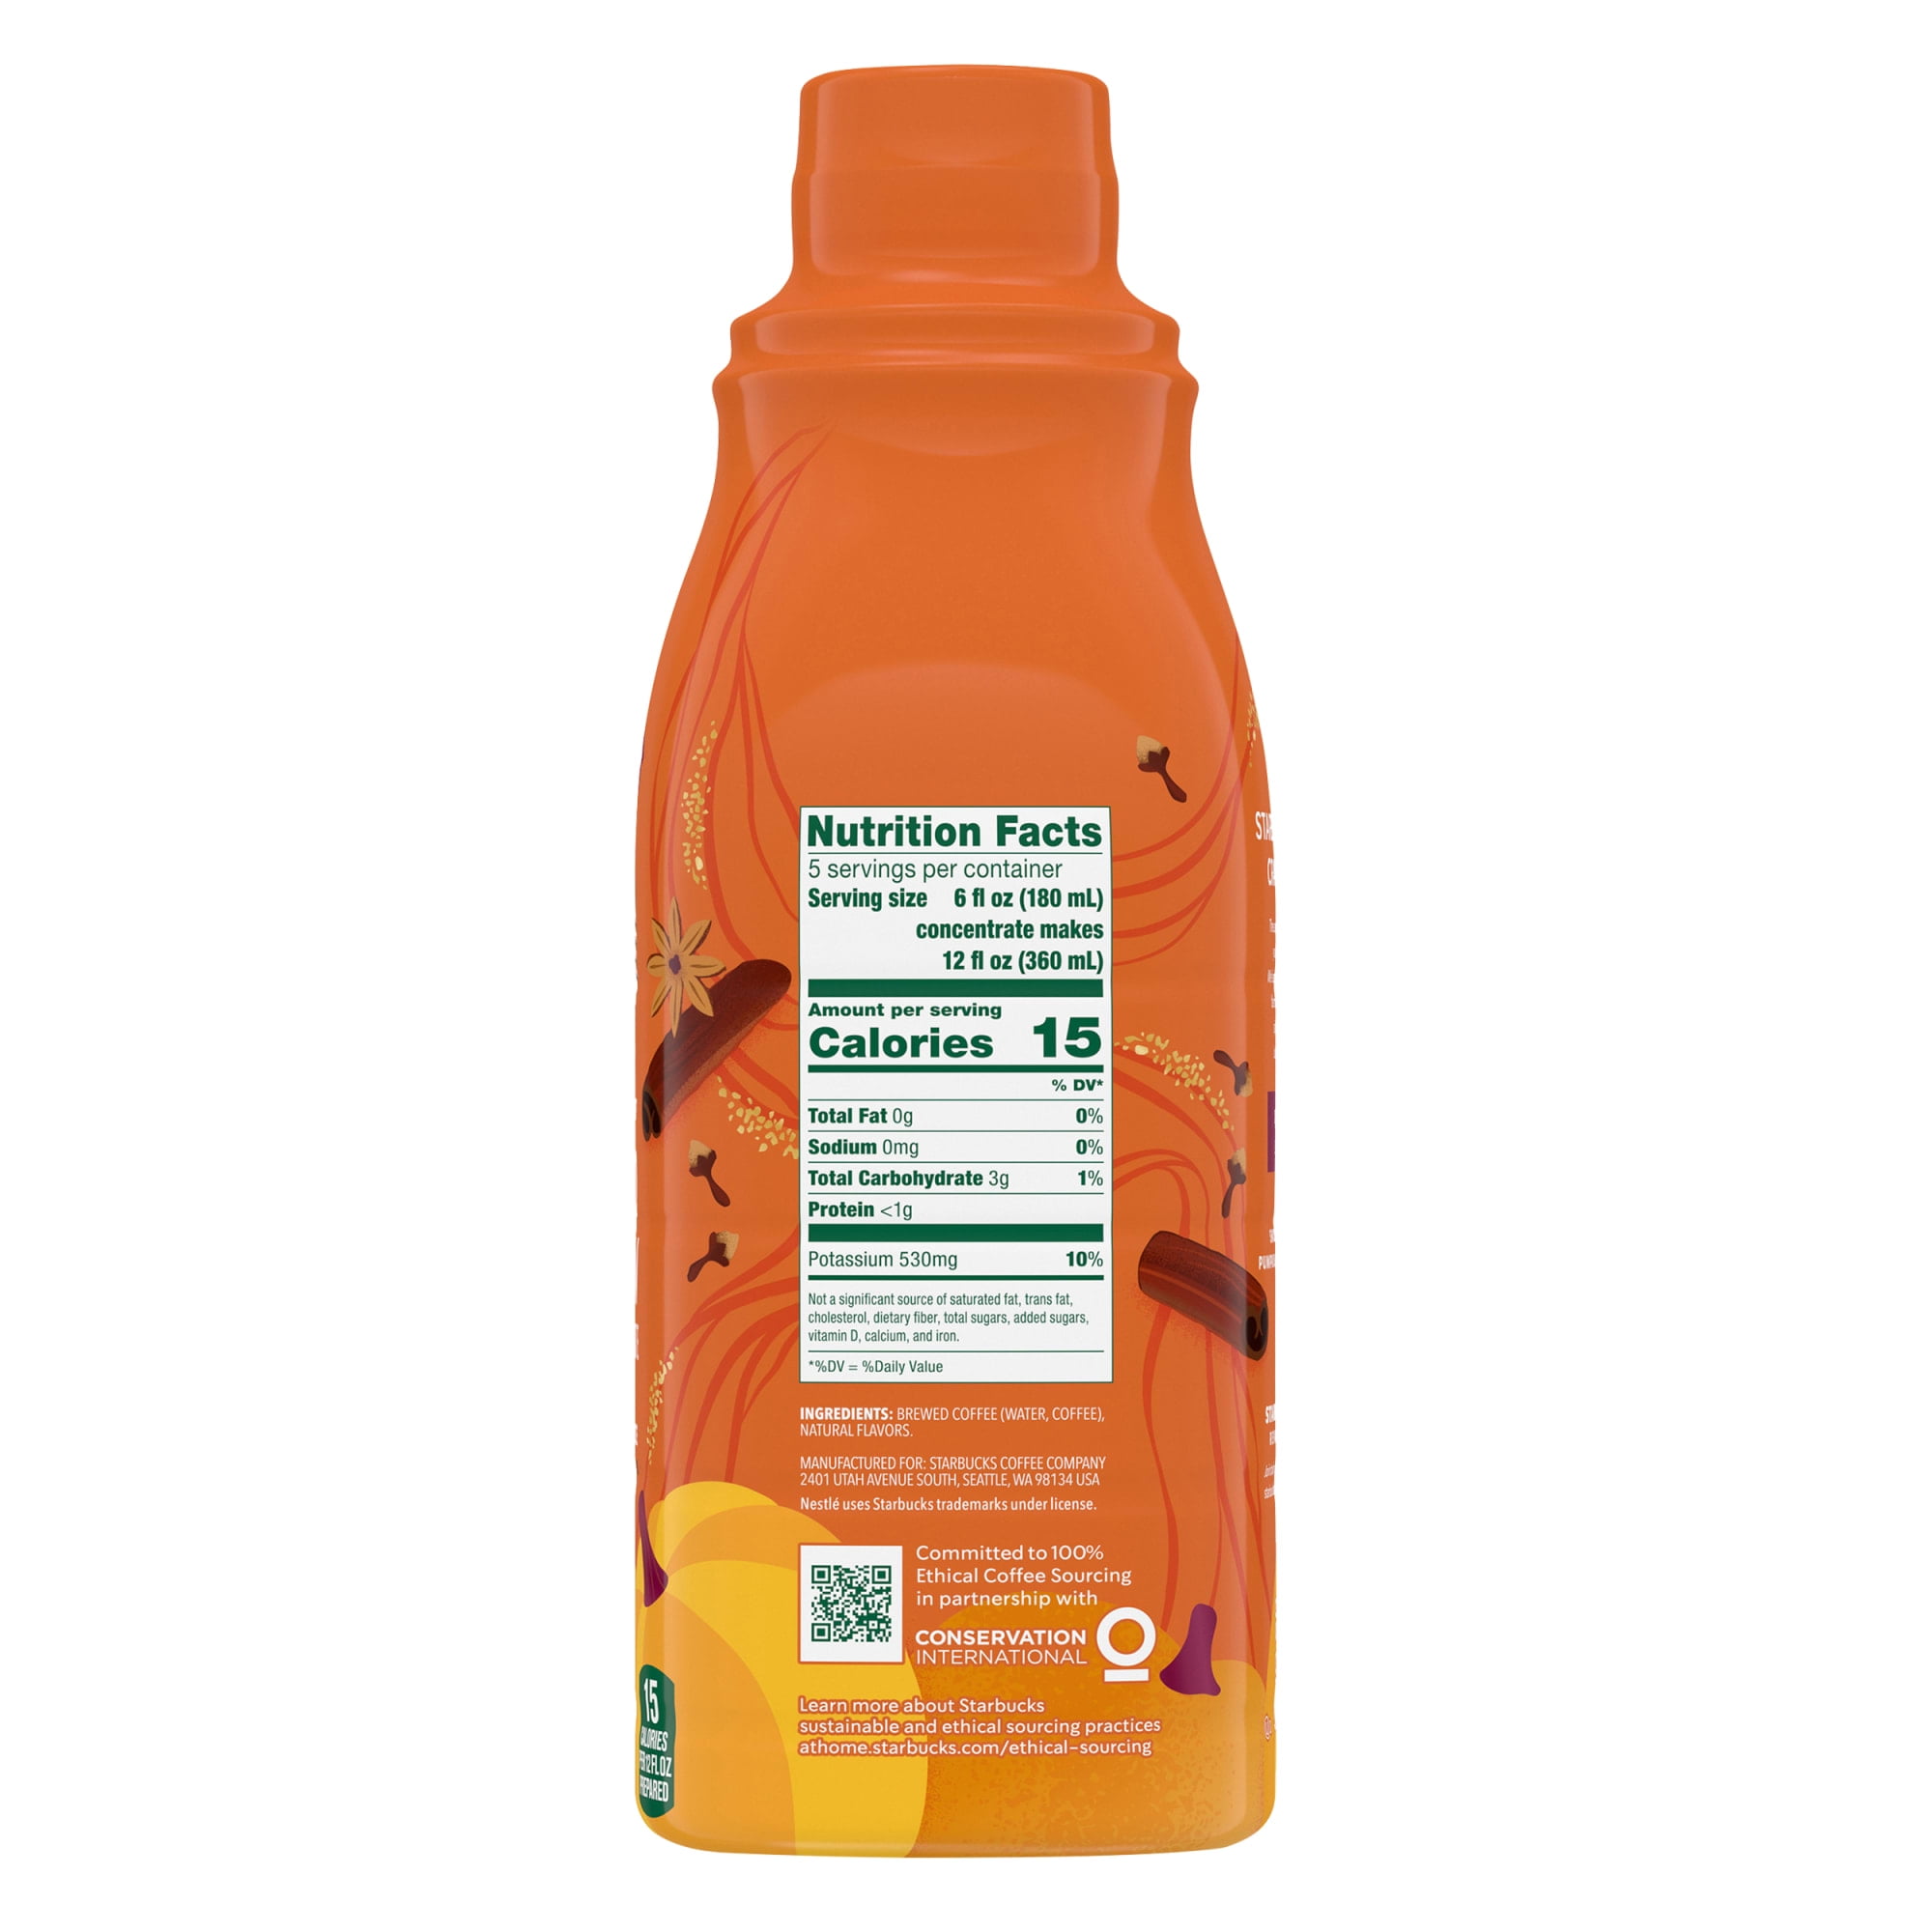 Nutrition Facts
5 servings per container
Serving size 6 fl oz (180 mL)
concentrate makes
12 fl oz (360 mL)
Amount per serving
Calories 15
% DV*
Total Fat 0g 0%
Sodium 0mg 0%
Total Carbohydrate 3g 1%
Protein <1g
Potassium 530mg 10%
Not a significant source of saturated fat, trans fat,
cholesterol, dietary fiber, total sugars, added sugars,
vitamin D, calcium, and iron.
*%DV = %Daily Value
INGREDIENTS: BREWED COFFEE (WATER, COFFEE),
NATURAL FLAVORS.
MANUFACTURED FOR: STARBUCKS COFFEE COMPANY
2401 UTAH AVENUE SOUTH, SEATTLE, WA 98134 USA
Nestlé uses Starbucks trademarks under license.
Committed to 100%
Ethical Coffee Sourcing
in partnership with
CONSERVATION
INTERNATIONAL
Learn more about Starbucks
sustainable and ethical sourcing practices
athome.starbucks.com/ethical-sourcing
15
CALORIES
12 FL OZ
PREPARED